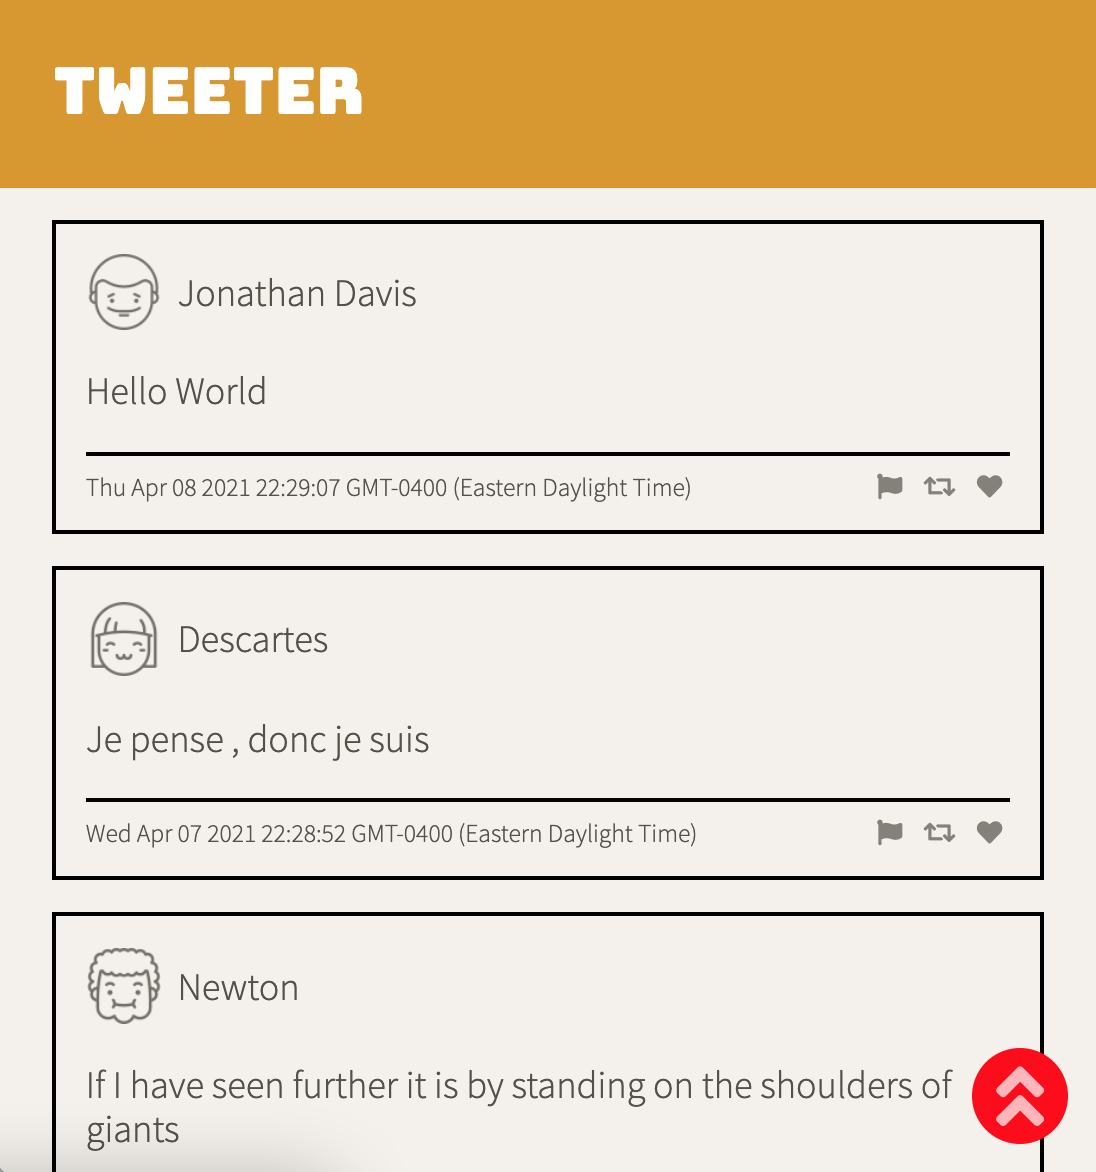 TWEETER
Jonathan Davis
Hello World
Thu Apr 08 2021 22:29:07 GMT-0400 (Eastern Daylight Time)
Descartes
Je pense , donc je suis
Wed Apr 07 2021 22:28:52 GMT-0400 (Eastern Daylight Time)
Newton
If I have seen further it is by standing on the shoulders of
giants